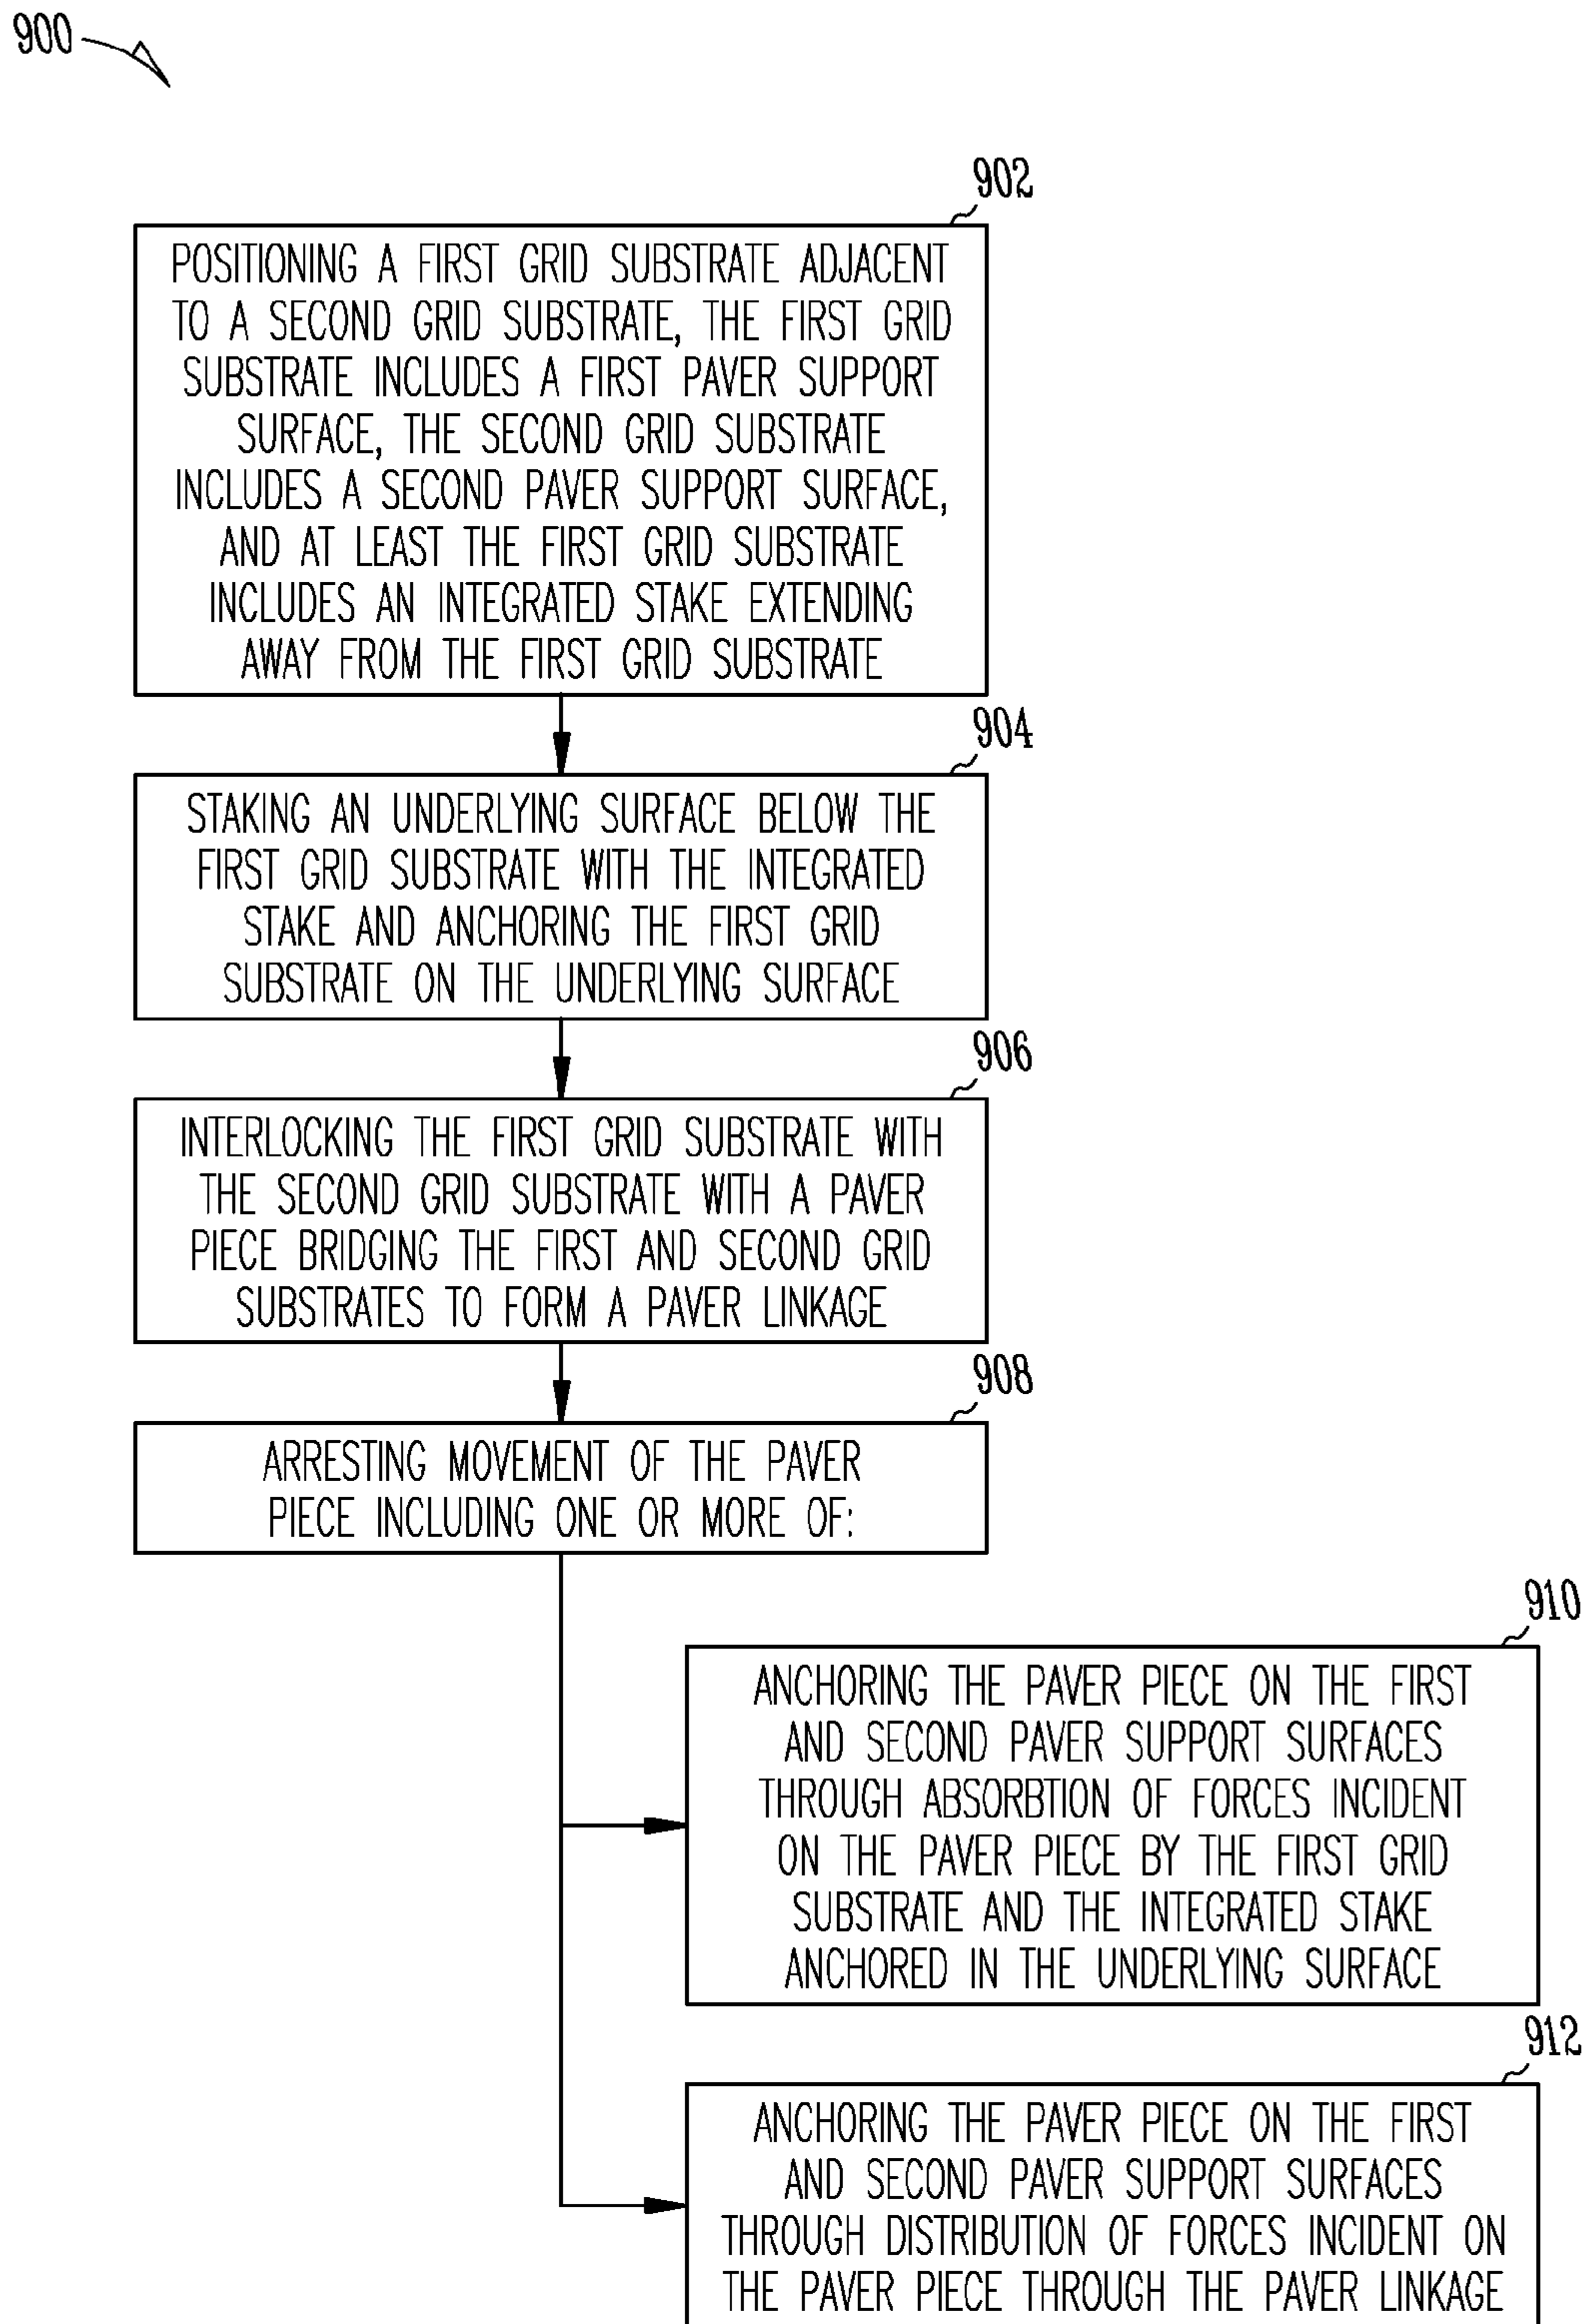 900
902
POSITIONING A FIRST GRID SUBSTRATE ADJACENT
TO A SECOND GRID SUBSTRATE, THE FIRST GRID
SUBSTRATE INCLUDES A FIRST PAVER SUPPORT
SURFACE, THE SECOND GRID SUBSTRATE
INCLUDES A SECOND PAVER SUPPORT SURFACE,
AND AT LEAST THE FIRST GRID SUBSTRATE
INCLUDES AN INTEGRATED STAKE EXTENDING
AWAY FROM THE FIRST GRID SUBSTRATE
904
STAKING AN UNDERLYING SURFACE BELOW THE
FIRST GRID SUBSTRATE WITH THE INTEGRATED
STAKE AND ANCHORING THE FIRST GRID
SUBSTRATE ON THE UNDERLYING SURFACE
906
INTERLOCKING THE FIRST GRID SUBSTRATE WITH
THE SECOND GRID SUBSTRATE WITH A PAVER
PIECE BRIDGING THE FIRST AND SECOND GRID
SUBSTRATES TO FORM A PAVER LINKAGE
908
ARRESTING MOVEMENT OF THE PAVER
PIECE INCLUDING ONE OR MORE OF:
910
ANCHORING THE PAVER PIECE ON THE FIRST
AND SECOND PAVER SUPPORT SURFACES
THROUGH ABSORBTION OF FORCES INCIDENT
ON THE PAVER PIECE BY THE FIRST GRID
SUBSTRATE AND THE INTEGRATED STAKE
ANCHORED IN THE UNDERLYING SURFACE
912
ANCHORING THE PAVER PIECE ON THE FIRST
AND SECOND PAVER SUPPORT SURFACES
THROUGH DISTRIBUTION OF FORCES INCIDENT ON
THE PAVER PIECE THROUGH THE PAVER LINKAGE